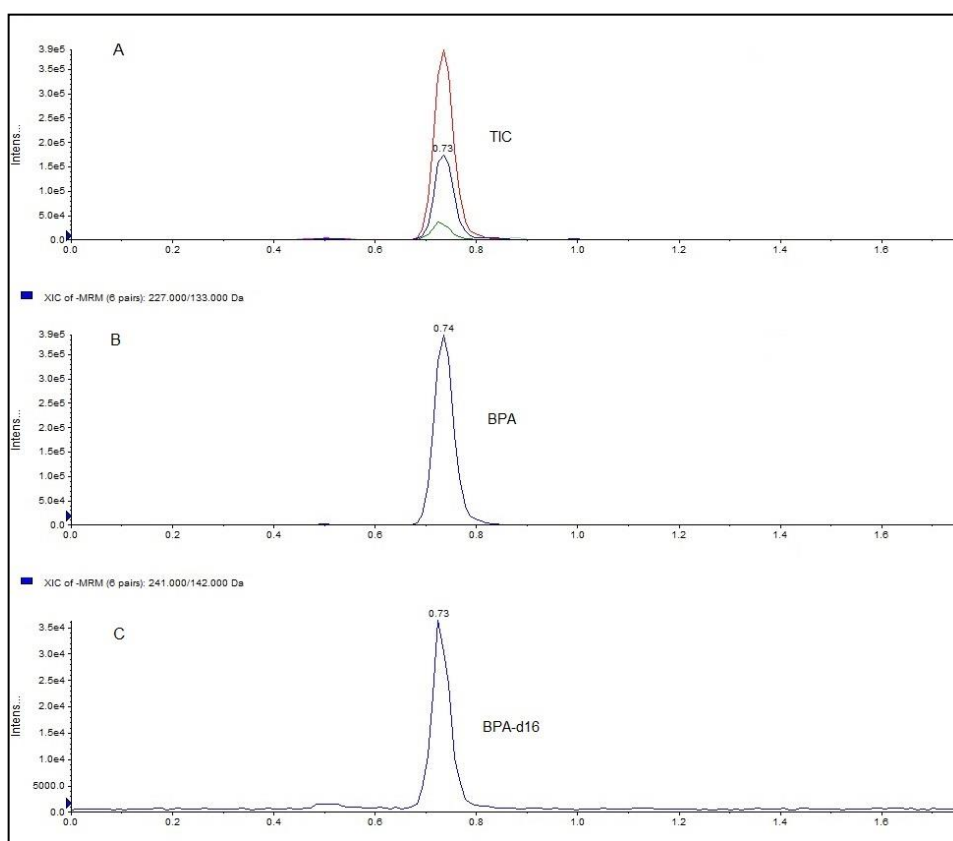 A
3.9e5
3.5e5
3.0e5
2.5e5
2.0e5
1.5e5
1.0e5
5.0e4
0.0
Intens...
TIC
0.73
0.0 0.2 0.4 0.6 0.8 1.0 1.2 1.4 1.6
XIC of -MRM (6 pairs): 227.000/133.000 Da
B
3.9e5
3.5e5
3.0e5
2.5e5
2.0e5
1.5e5
1.0e5
5.0e4
0.0
Intens...
0.74
BPA
0.0 0.2 0.4 0.6 0.8 1.0 1.2 1.4 1.6
XIC of -MRM (6 pairs): 241.000/142.000 Da
C
3.5e4
3.0e4
2.5e4
2.0e4
1.5e4
1.0e4
5000.0
0.0
Intens...
0.73
BPA-d16
0.0 0.2 0.4 0.6 0.8 1.0 1.2 1.4 1.6